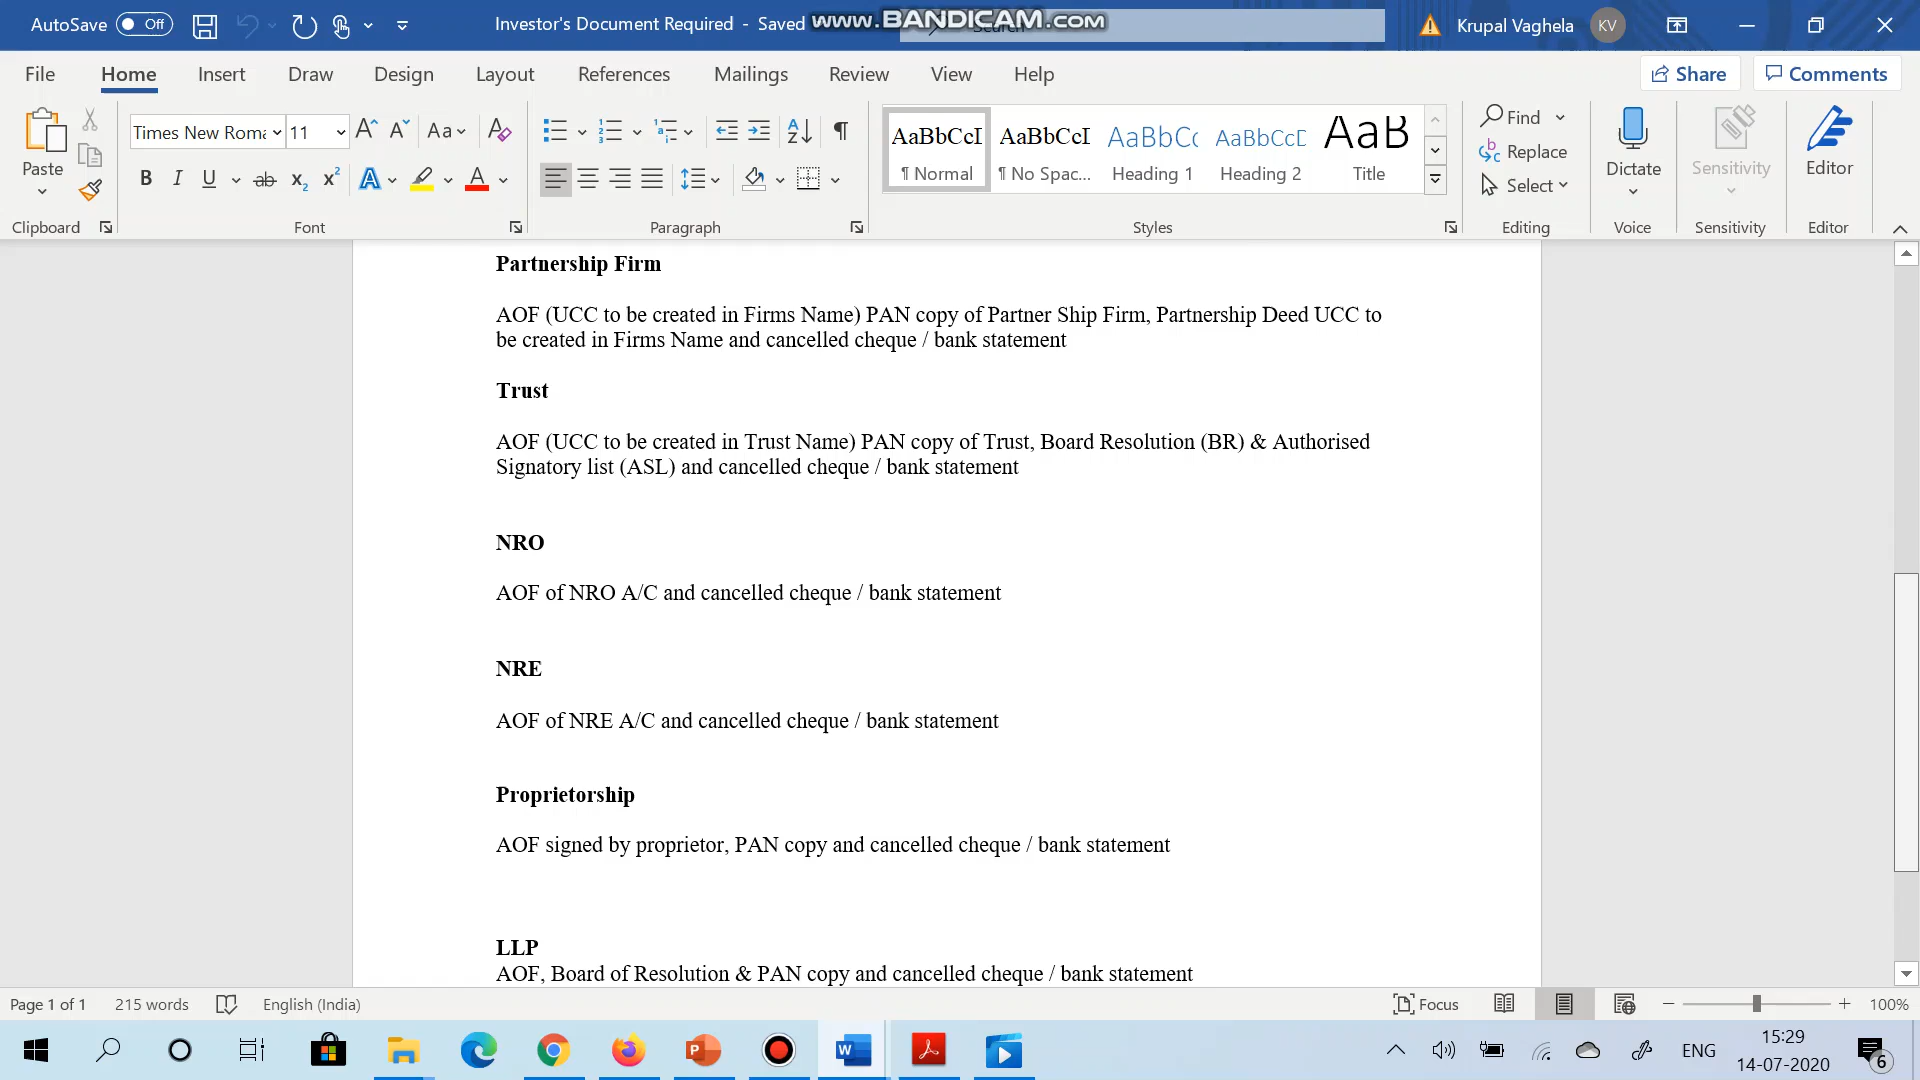 AutoSave Off Investor's Document Required - Saved www.BANDICAM.com Krupal Vaghela KV
File Home Insert Draw Design Layout References Mailings Review View Help Share Comments
Times New Roma 11 Aa AaBbCcI AaBbCcI AaBbCc AaBbCcD AaB Find
Paste Replace Dictate Sensitivity Editor
B I U ab x2 x2 A A ¶ Normal ¶ No Spac... Heading 1 Heading 2 Title Select
Clipboard Font Paragraph Styles Editing Voice Sensitivity Editor
Partnership Firm
AOF (UCC to be created in Firms Name) PAN copy of Partner Ship Firm, Partnership Deed UCC to
be created in Firms Name and cancelled cheque / bank statement
Trust
AOF (UCC to be created in Trust Name) PAN copy of Trust, Board Resolution (BR) & Authorised
Signatory list (ASL) and cancelled cheque / bank statement
NRO
AOF of NRO A/C and cancelled cheque / bank statement
NRE
AOF of NRE A/C and cancelled cheque / bank statement
Proprietorship
AOF signed by proprietor, PAN copy and cancelled cheque / bank statement
LLP
AOF, Board of Resolution & PAN copy and cancelled cheque / bank statement
Page 1 of 1 215 words English (India) Focus 100%
ENG 15:29
14-07-2020 6